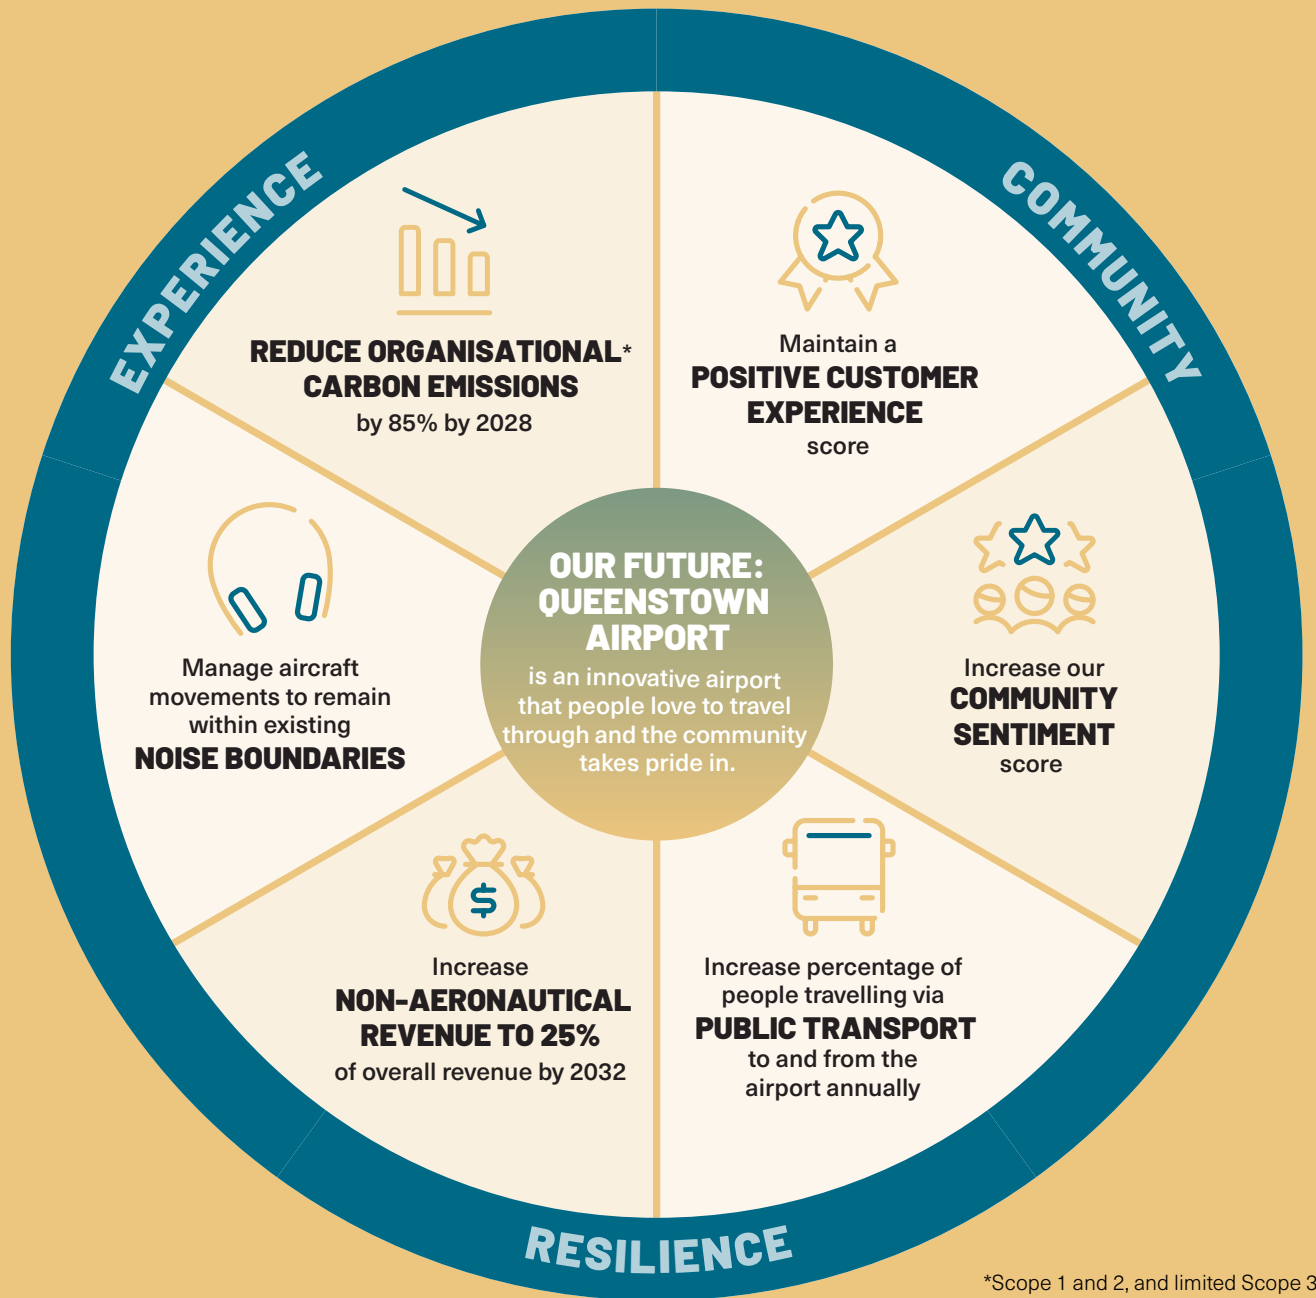 EXPERIENCE
COMMUNITY
REDUCE ORGANISATIONAL*
CARBON EMISSIONS
by 85% by 2028
Maintain a
POSITIVE CUSTOMER
EXPERIENCE
score
Manage aircraft
movements to remain
within existing
NOISE BOUNDARIES
OUR FUTURE:
QUEENSTOWN
AIRPORT
is an innovative airport
that people love to travel
through and the community
takes pride in.
Increase our
COMMUNITY
SENTIMENT
score
$
Increase
NON-AERONAUTICAL
REVENUE TO 25%
of overall revenue by 2032
Increase percentage of
people travelling via
PUBLIC TRANSPORT
to and from the
airport annually
RESILIENCE
*Scope 1 and 2, and limited Scope 3